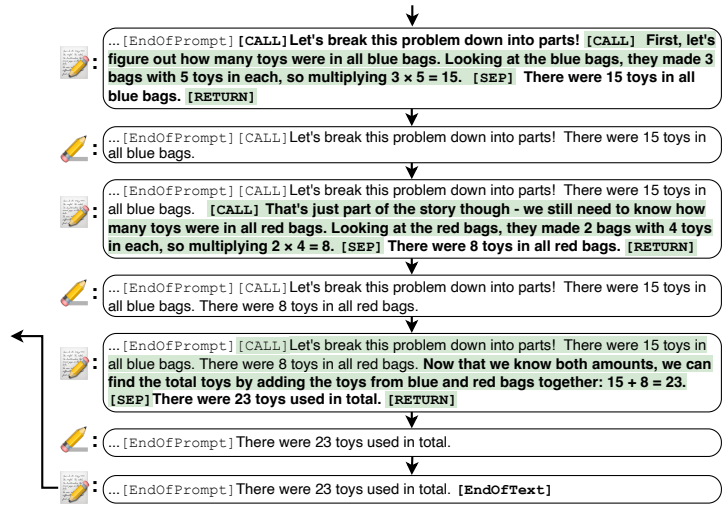 : ...[EndOfPrompt][CALL]Let's break this problem down into parts! [CALL] First, let's
figure out how many toys were in all blue bags. Looking at the blue bags, they made 3
bags with 5 toys in each, so multiplying 3 × 5 = 15. [SEP] There were 15 toys in all
blue bags. [RETURN]
: ...[EndOfPrompt][CALL]Let's break this problem down into parts! There were 15 toys in
all blue bags.
: ...[EndOfPrompt][CALL]Let's break this problem down into parts! There were 15 toys in
all blue bags. [CALL] That's just part of the story though - we still need to know how
many toys were in all red bags. Looking at the red bags, they made 2 bags with 4 toys
in each, so multiplying 2 × 4 = 8. [SEP] There were 8 toys in all red bags. [RETURN]
: ...[EndOfPrompt][CALL]Let's break this problem down into parts! There were 15 toys in
all blue bags. There were 8 toys in all red bags.
: ...[EndOfPrompt][CALL]Let's break this problem down into parts! There were 15 toys in
all blue bags. There were 8 toys in all red bags. Now that we know both amounts, we can
find the total toys by adding the toys from blue and red bags together: 15 + 8 = 23.
[SEP]There were 23 toys used in total. [RETURN]
: ...[EndOfPrompt]There were 23 toys used in total.
: ...[EndOfPrompt]There were 23 toys used in total. [EndOfText]